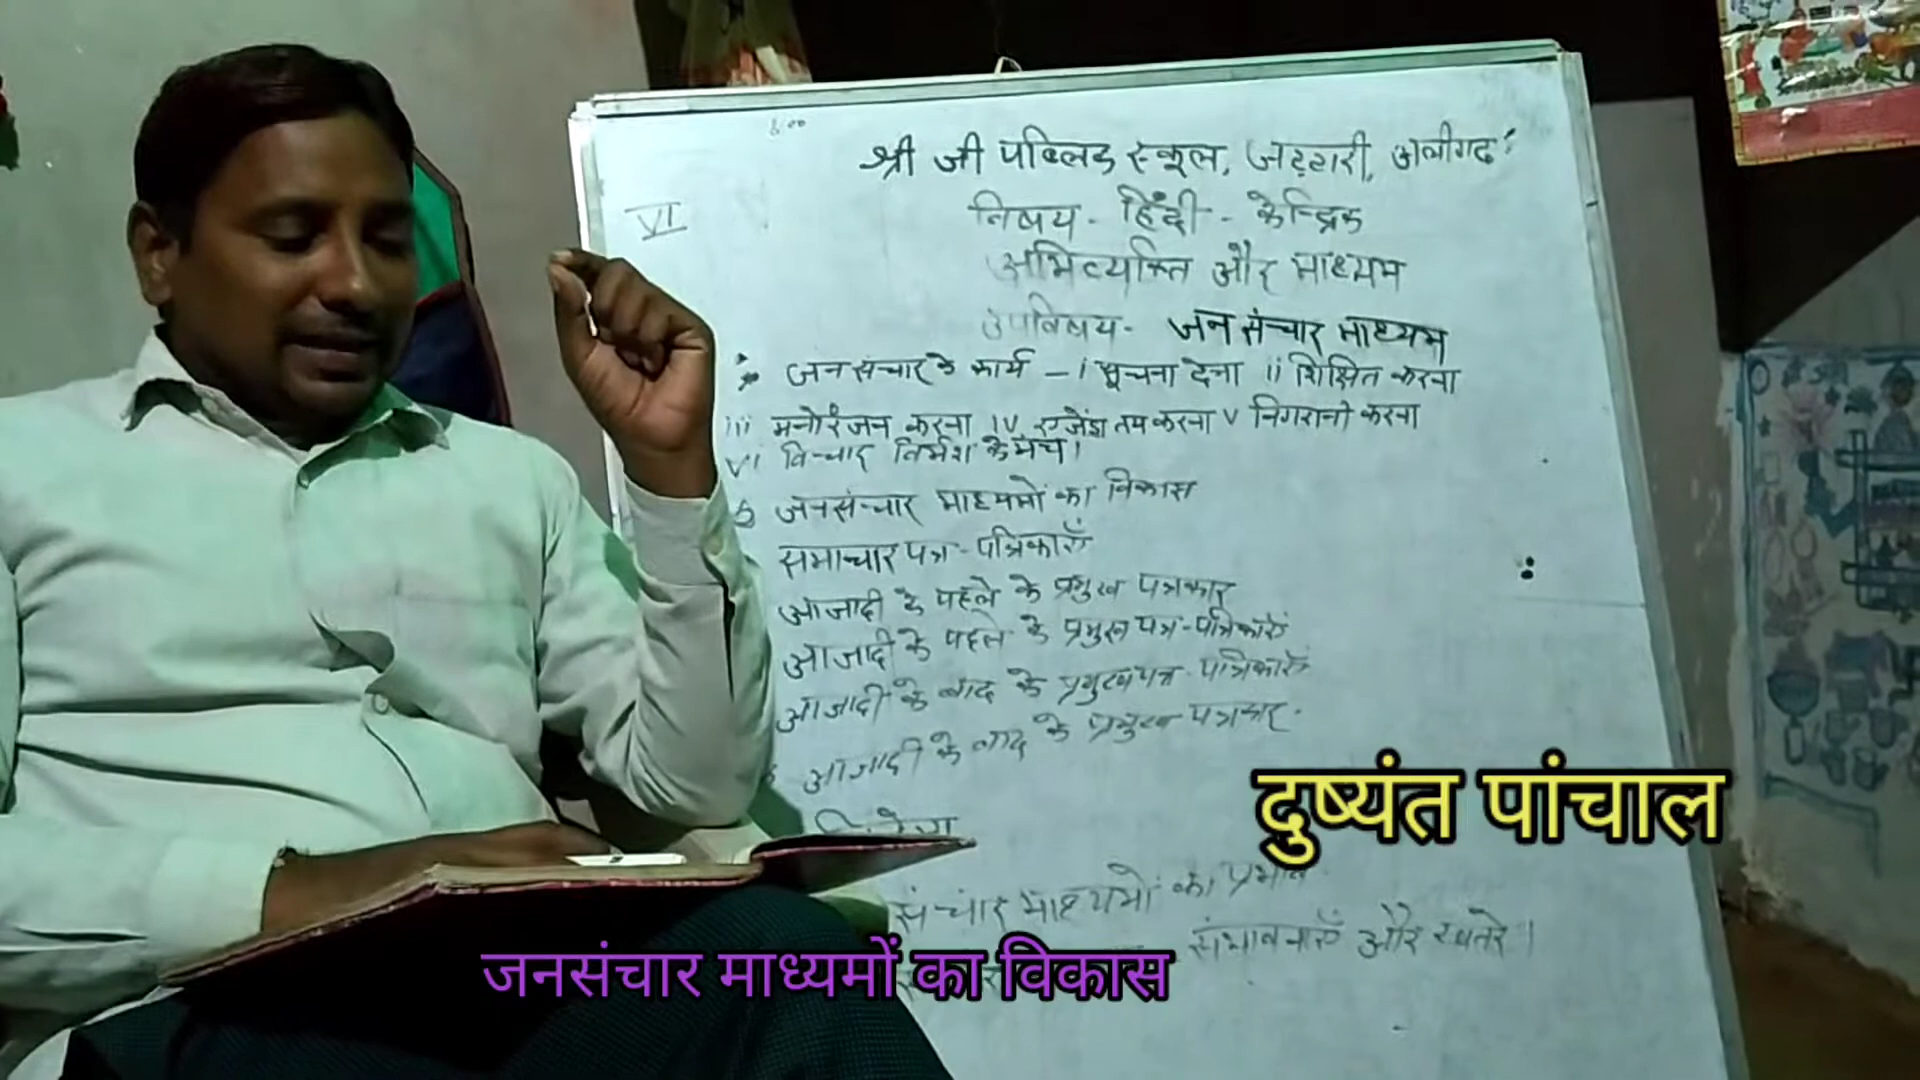 श्री जी पब्लिक स्कूल, जट्टारी, अलीगढ़
VI
विषय - हिंदी - केन्द्रिक
अभिव्यक्ति और माध्यम
उपविषय - जनसंचार माध्यम
जनसंचार के कार्य – i सूचना देना ii शिक्षित करना
iii मनोरंजन करना iv एजेंडा तय करना v निगरानी करना
vi विचार विमर्श के मंच।
जनसंचार माध्यमों का विकास
समाचार पत्र-पत्रिकाएँ
आजादी के पहले के प्रमुख पत्रकार
आजादी के पहले के प्रमुख पत्र-पत्रिकाएँ
आजादी के बाद के प्रमुख पत्र-पत्रिकाएँ
आजादी के बाद के प्रमुख पत्रकार.
दुष्यंत पांचाल
संचार माध्यमों का प्रभाव
संभावनाएँ और खतरे।
जनसंचार माध्यमों का विकास